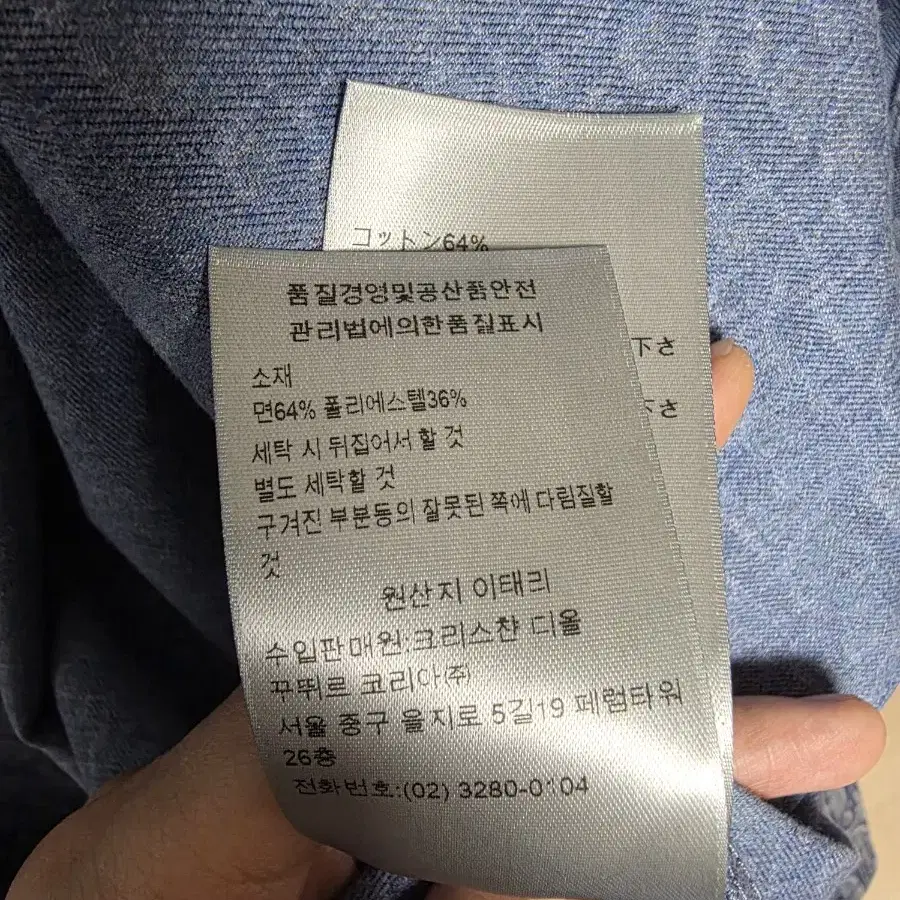 コットン64%
下さ
下さ
품질경영및공산품안전
관리법에의한품질표시
소재
면64% 폴리에스텔36%
세탁 시 뒤집어서 할 것
별도 세탁할 것
구겨진 부분등의 잘못된 쪽에 다림질할
것
원산지 이태리
수입판매원:크리스챤 디올
꾸뛰르 코리아(주)
서울 중구 을지로 5길19 페럼타워
26층
전화번호:(02) 3280-0104